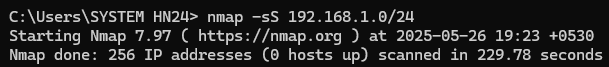 C:\Users\SYSTEM HN24> nmap -sS 192.168.1.0/24
Starting Nmap 7.97 ( https://nmap.org ) at 2025-05-26 19:23 +0530
Nmap done: 256 IP addresses (0 hosts up) scanned in 229.78 seconds